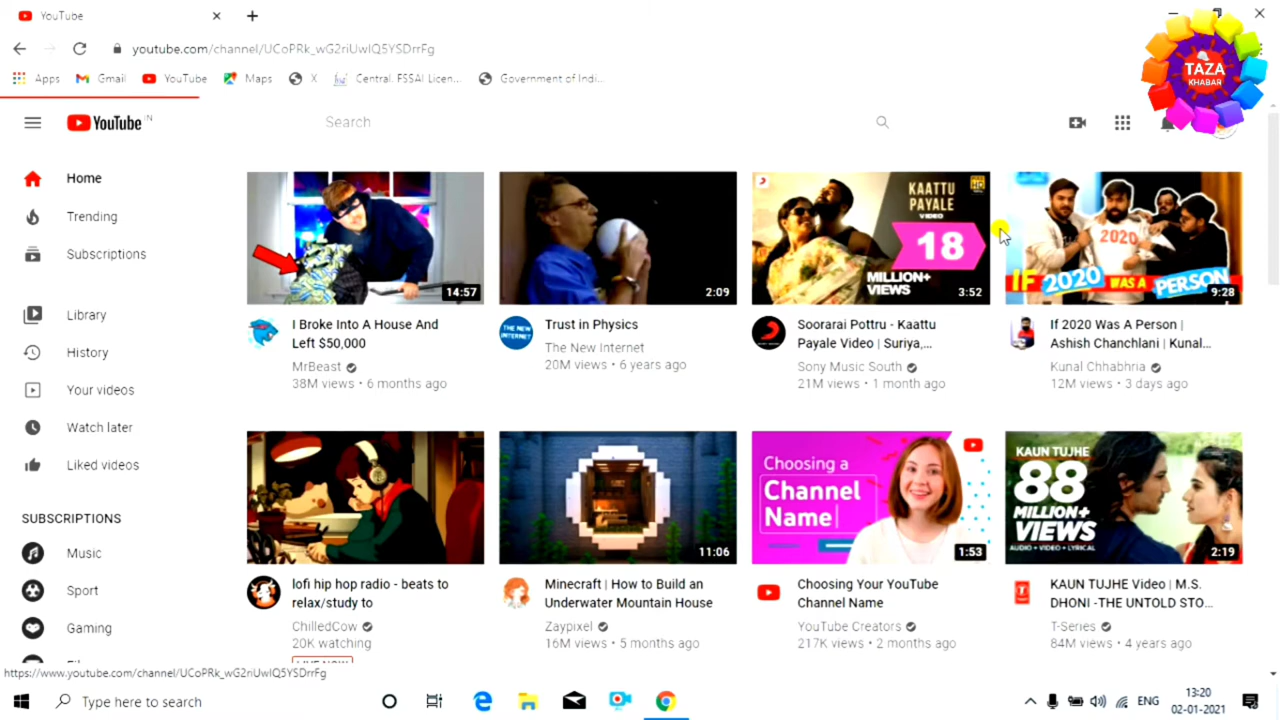 YouTube
youtube.com/channel/UCoPRk_wG2riUwIQ5YSDrrFg
Apps
Gmail
YouTube
Maps
X
Central. FSSAI Licen...
Government of Indi...
TAZA
KHABAR
YouTube IN
Search
Home
Trending
Subscriptions
Library
History
Your videos
Watch later
Liked videos
SUBSCRIPTIONS
Music
Sport
Gaming
14:57
I Broke Into A House And
Left $50,000
MrBeast
38M views • 6 months ago
2:09
THE NEW
INTERNET
Trust in Physics
The New Internet
20M views • 6 years ago
KAATTU
PAYALE
VIDEO
18
MILLION+
VIEWS
3:52
Soorarai Pottru - Kaattu
Payale Video | Suriya,...
Sony Music South
21M views • 1 month ago
2020
IF 2020 WAS A PERSON
9:28
If 2020 Was A Person |
Ashish Chanchlani | Kunal...
Kunal Chhabhria
12M views • 3 days ago
lofi hip hop radio - beats to
relax/study to
ChilledCow
20K watching
LIVE NOW
11:06
Minecraft | How to Build an
Underwater Mountain House
Zaypixel
16M views • 5 months ago
Choosing a
Channel
Name
1:53
Choosing Your YouTube
Channel Name
YouTube Creators
217K views • 2 months ago
KAUN TUJHE
88
MILLION+
VIEWS
AUDIO + VIDEO + LYRICAL
2:19
KAUN TUJHE Video | M.S.
DHONI -THE UNTOLD STO...
T-Series
84M views • 4 years ago
https://www.youtube.com/channel/UCoPRk_wG2riUwIQ5YSDrrFg
Type here to search
ENG
13:20
02-01-2021